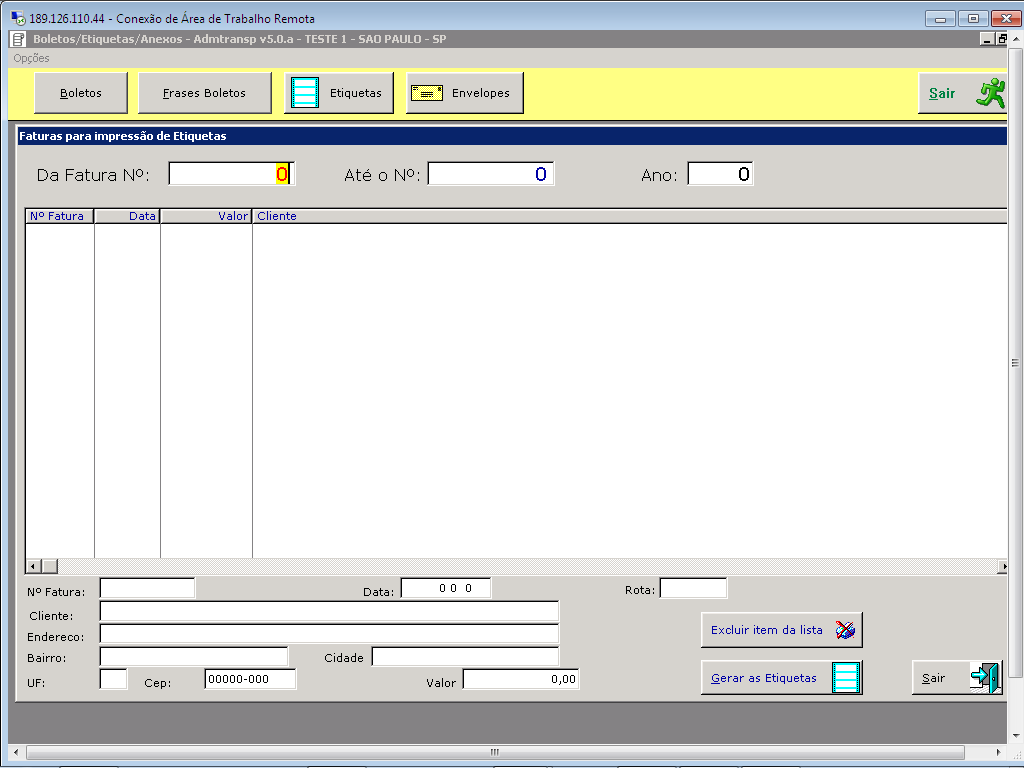 189.126.110.44 - Conexão de Área de Trabalho Remota
Boletos/Etiquetas/Anexos - Admtransp v5.0.a - TESTE 1 - SAO PAULO - SP
Opções
Boletos Frases Boletos Etiquetas Envelopes Sair
Faturas para impressão de Etiquetas
Da Fatura Nº: 0 Até o Nº: 0 Ano: 0
Nº Fatura Data Valor Cliente
Nº Fatura: Data: 0 0 0 Rota:
Cliente:
Excluir item da lista
Endereco:
Bairro: Cidade
UF: Cep: 00000-000 Valor 0,00 Gerar as Etiquetas Sair